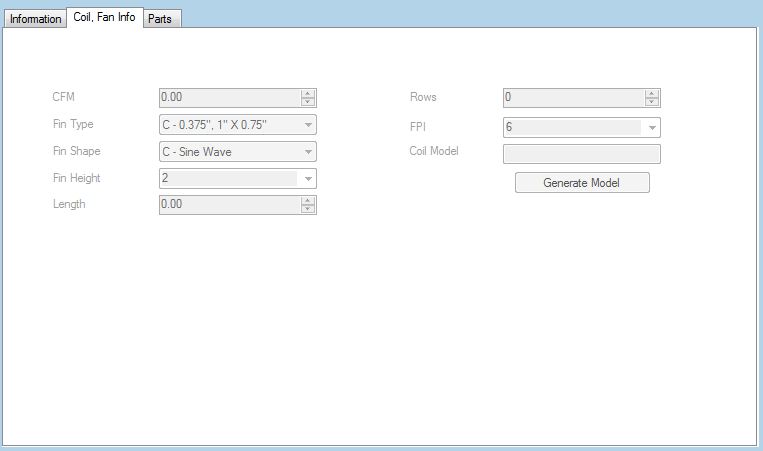 Information Coil, Fan Info Parts
CFM 0.00 Rows 0
Fin Type C - 0.375", 1" X 0.75" FPI 6
Fin Shape C - Sine Wave Coil Model
Fin Height 2 Generate Model
Length 0.00